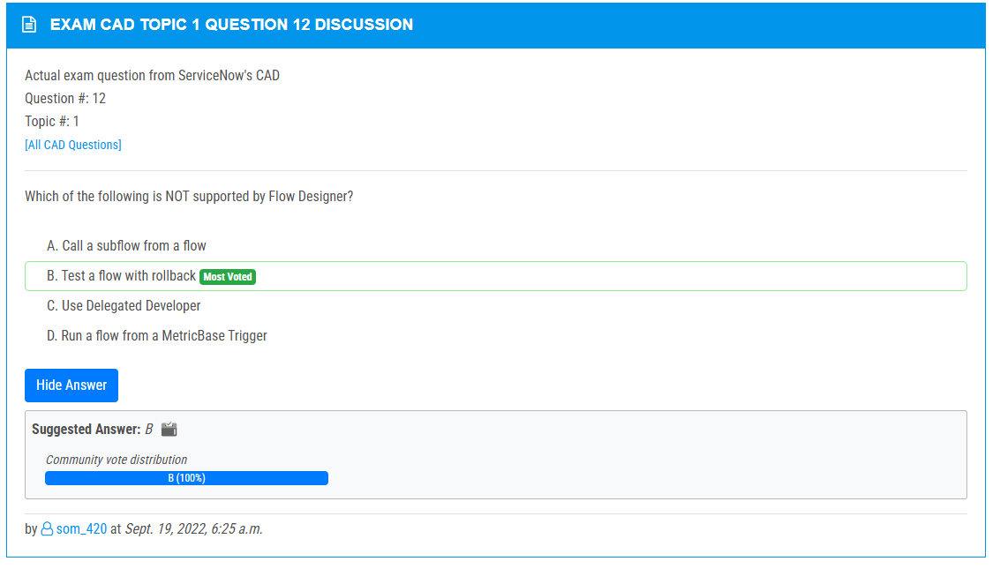 EXAM CAD TOPIC 1 QUESTION 12 DISCUSSION
Actual exam question from ServiceNow's CAD
Question #: 12
Topic #: 1
[All CAD Questions]
Which of the following is NOT supported by Flow Designer?
A. Call a subflow from a flow
B. Test a flow with rollback Most Voted
C. Use Delegated Developer
D. Run a flow from a MetricBase Trigger
Hide Answer
Suggested Answer: B
Community vote distribution
B (100%)
by som_420 at Sept. 19, 2022, 6:25 a.m.